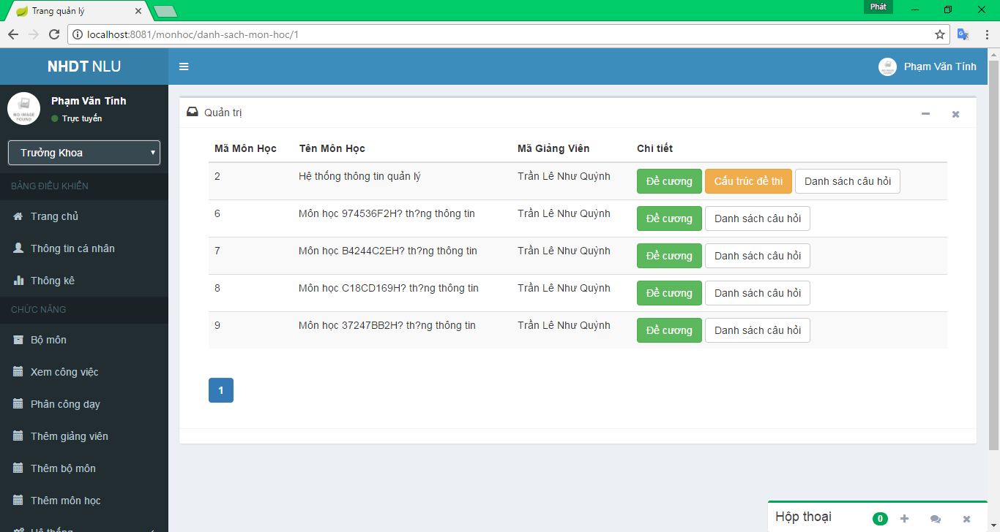 Trang quản lý
Phát
localhost:8081/monhoc/danh-sach-mon-hoc/1
NHDT NLU
Phạm Văn Tính
Phạm Văn Tính
Trực tuyến
Trưởng Khoa
BẢNG ĐIỀU KHIỂN
Trang chủ
Thông tin cá nhân
Thống kê
CHỨC NĂNG
Bộ môn
Xem công việc
Phân công dạy
Thêm giảng viên
Thêm bộ môn
Thêm môn học
Hệ thống
Quản trị
Mã Môn Học Tên Môn Học Mã Giảng Viên Chi tiết
2 Hệ thống thông tin quản lý Trần Lê Như Quỳnh Đề cương Cấu trúc đề thi Danh sách câu hỏi
6 Môn học 974536F2H? th?ng thông tin Trần Lê Như Quỳnh Đề cương Danh sách câu hỏi
7 Môn học B4244C2EH? th?ng thông tin Trần Lê Như Quỳnh Đề cương Danh sách câu hỏi
8 Môn học C18CD169H? th?ng thông tin Trần Lê Như Quỳnh Đề cương Danh sách câu hỏi
9 Môn học 37247BB2H? th?ng thông tin Trần Lê Như Quỳnh Đề cương Danh sách câu hỏi
1
Hộp thoại 0